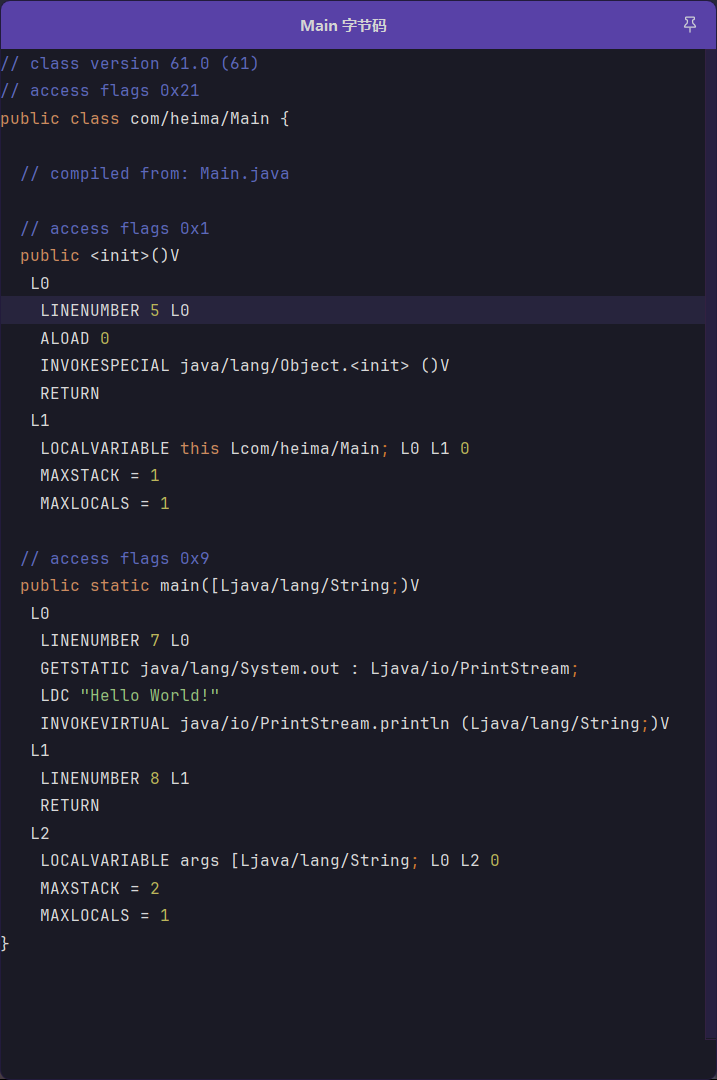 Main 字节码
// class version 61.0 (61)
// access flags 0x21
public class com/heima/Main {
// compiled from: Main.java
// access flags 0x1
public <init>()V
L0
LINENUMBER 5 L0
ALOAD 0
INVOKESPECIAL java/lang/Object.<init> ()V
RETURN
L1
LOCALVARIABLE this Lcom/heima/Main; L0 L1 0
MAXSTACK = 1
MAXLOCALS = 1
// access flags 0x9
public static main([Ljava/lang/String;)V
L0
LINENUMBER 7 L0
GETSTATIC java/lang/System.out : Ljava/io/PrintStream;
LDC "Hello World!"
INVOKEVIRTUAL java/io/PrintStream.println (Ljava/lang/String;)V
L1
LINENUMBER 8 L1
RETURN
L2
LOCALVARIABLE args [Ljava/lang/String; L0 L2 0
MAXSTACK = 2
MAXLOCALS = 1
}